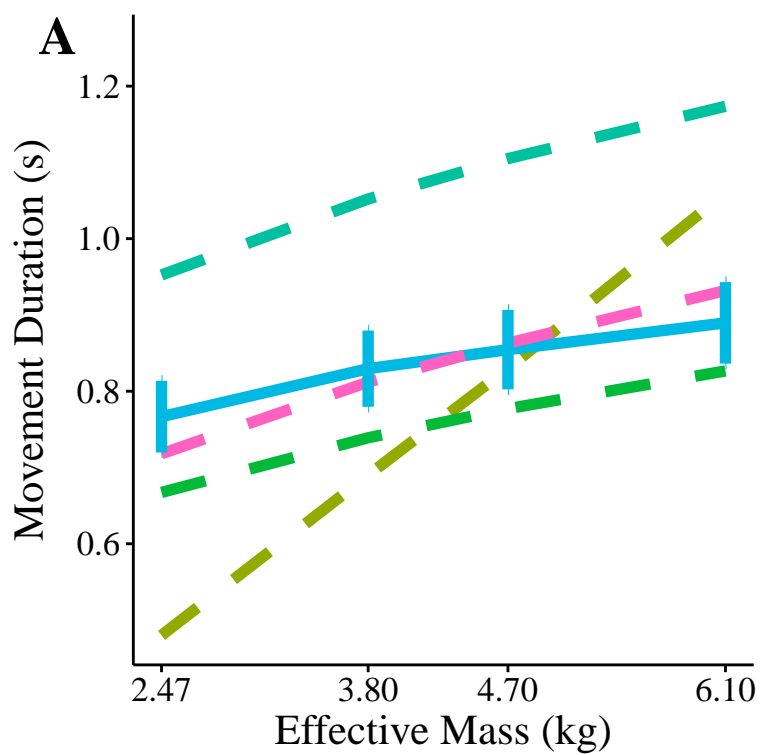 A
Movement Duration (s)
1.2
1.0
0.8
0.6
2.47 3.80 4.70 6.10
Effective Mass (kg)